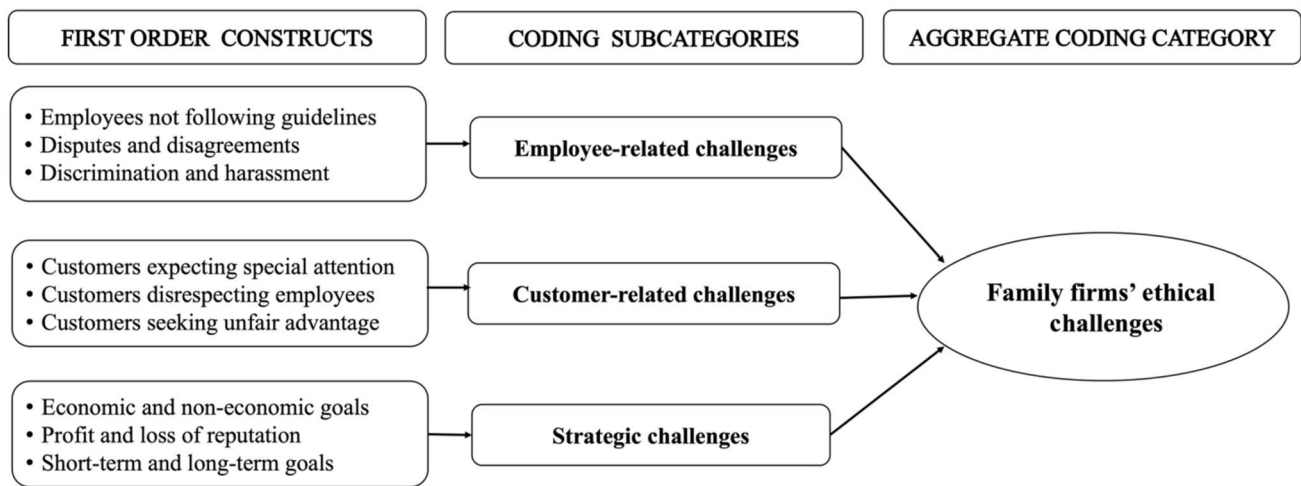 FIRST ORDER CONSTRUCTS
CODING SUBCATEGORIES
AGGREGATE CODING CATEGORY
• Employees not following guidelines
• Disputes and disagreements
• Discrimination and harassment
Employee-related challenges
• Customers expecting special attention
• Customers disrespecting employees
• Customers seeking unfair advantage
Customer-related challenges
• Economic and non-economic goals
• Profit and loss of reputation
• Short-term and long-term goals
Strategic challenges
Family firms’ ethical
challenges